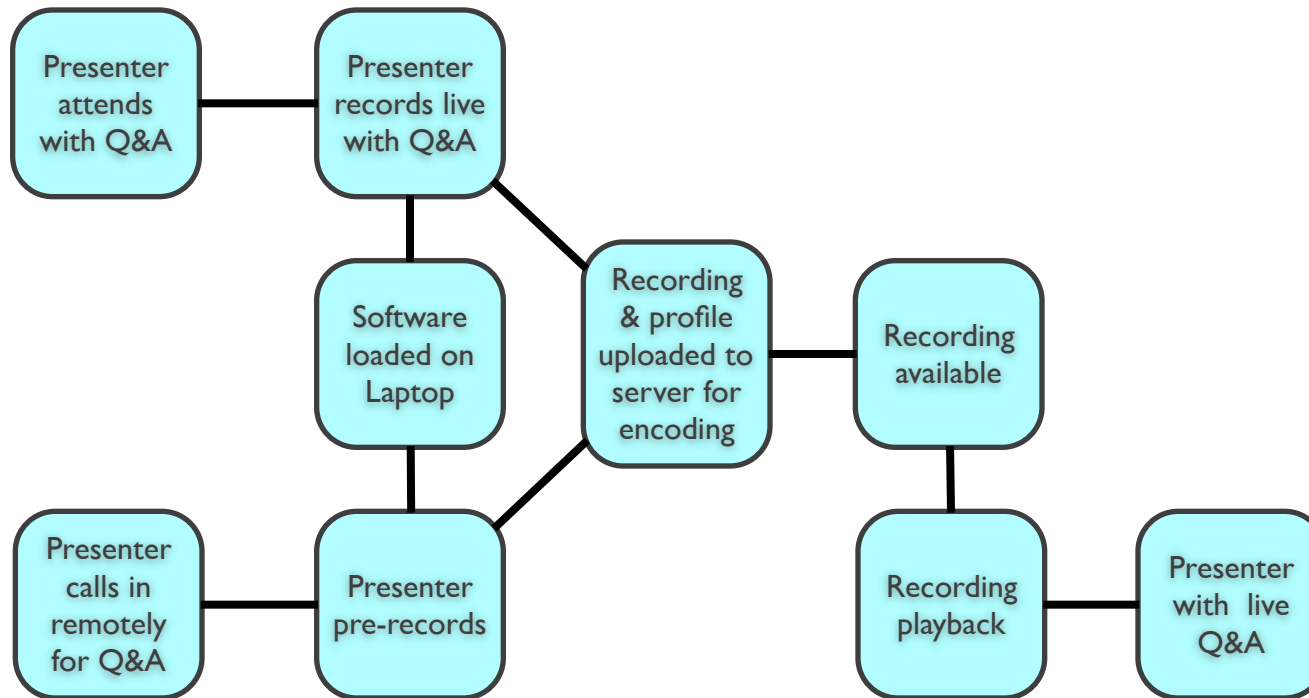 Presenter
attends
with Q&A
Presenter
records live
with Q&A
Software
loaded on
Laptop
Recording
& profile
uploaded to
server for
encoding
Recording
available
Presenter
calls in
remotely
for Q&A
Presenter
pre-records
Recording
playback
Presenter
with live
Q&A